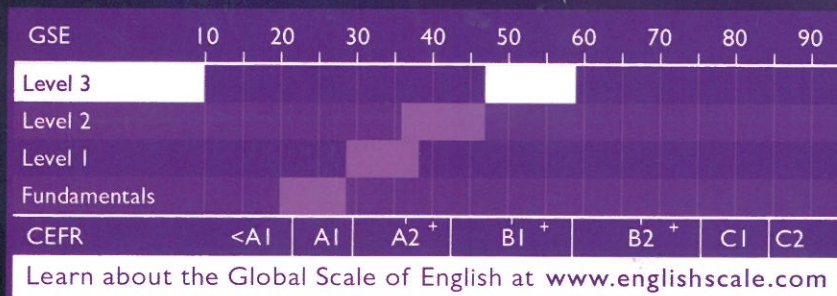 GSE 10 20 30 40 50 60 70 80 90
Level 3
Level 2
Level 1
Fundamentals
CEFR <A1 A1 A2 + B1 + B2 + C1 C2
Learn about the Global Scale of English at www.englishscale.com